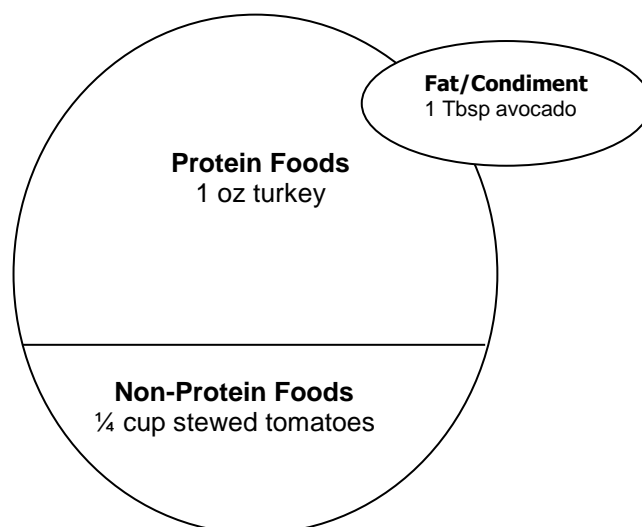 Fat/Condiment
1 Tbsp avocado
Protein Foods
1 oz turkey
Non-Protein Foods
¼ cup stewed tomatoes